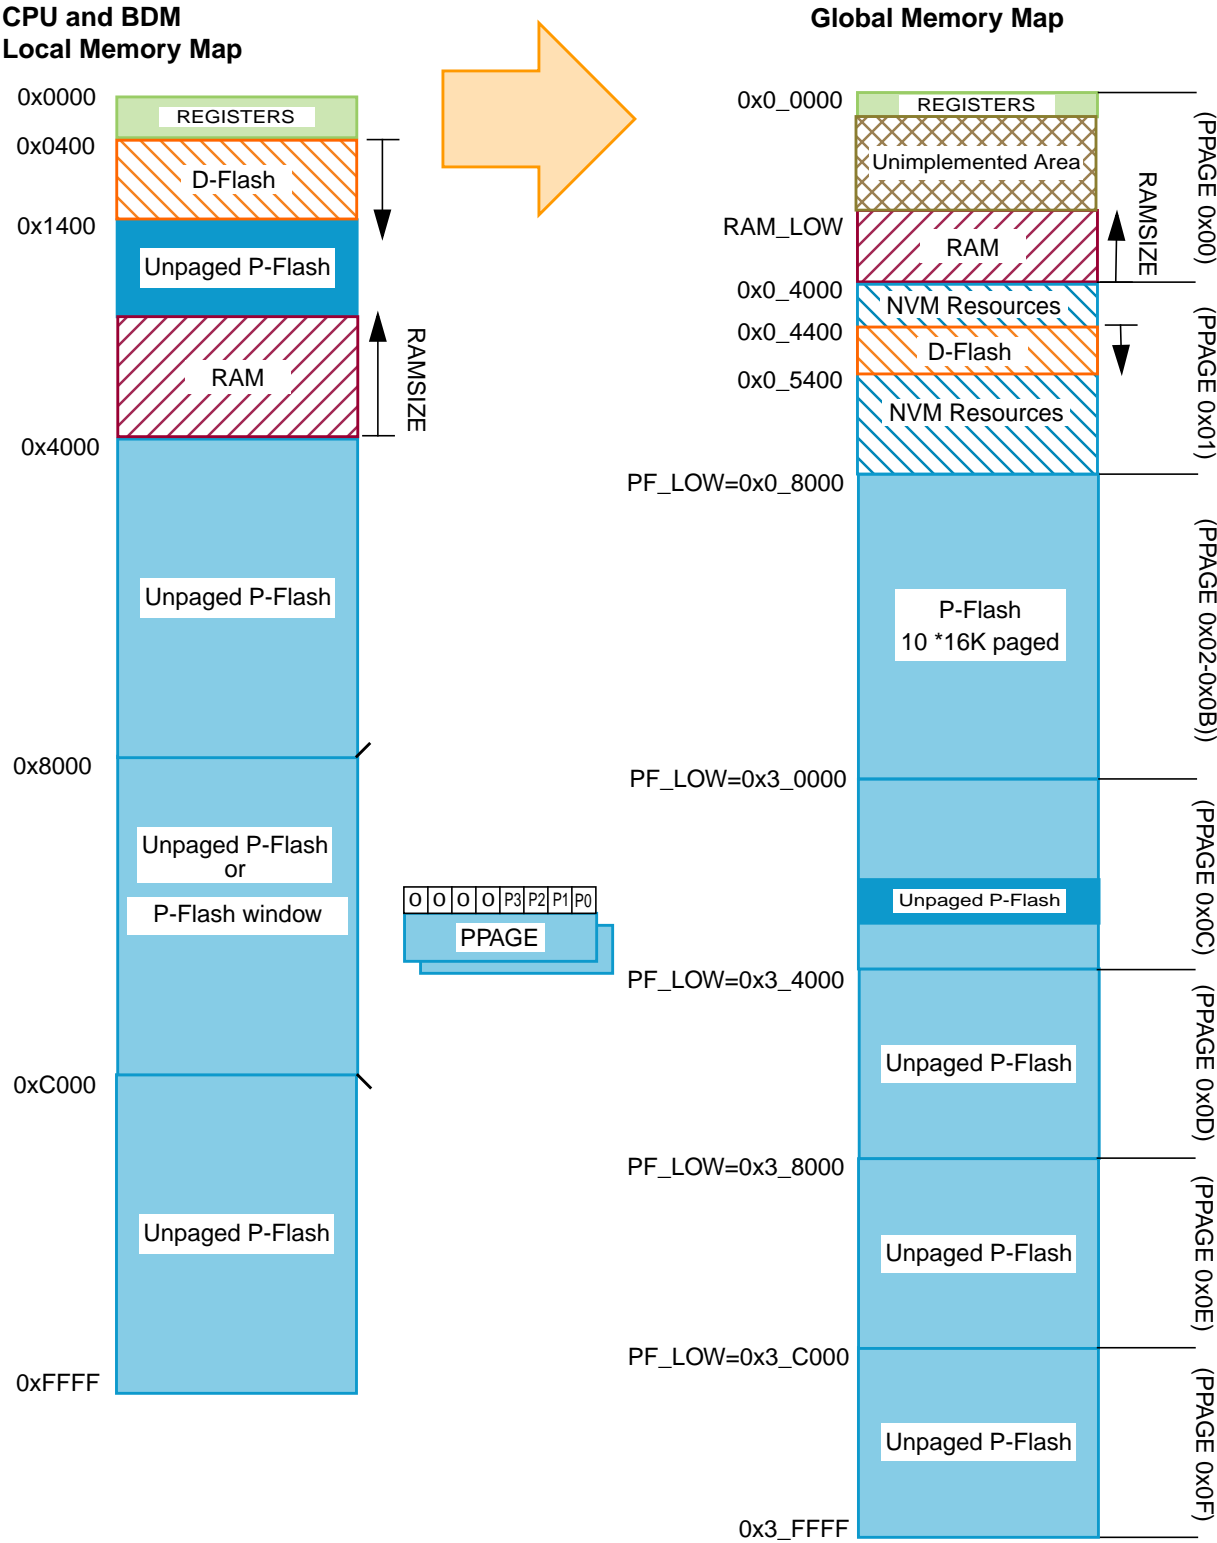 CPU and BDM
Local Memory Map
0x0000
REGISTERS
0x0400
D-Flash
0x1400
Unpaged P-Flash
RAM
RAMSIZE
0x4000
Unpaged P-Flash
0x8000
Unpaged P-Flash
or
P-Flash window
0xC000
Unpaged P-Flash
0xFFFF
0 0 0 0 P3 P2 P1 P0
PPAGE
Global Memory Map
0x0_0000
REGISTERS
Unimplemented Area
(PPAGE 0x00)
RAM_LOW
RAM
RAMSIZE
0x0_4000
NVM Resources
0x0_4400
D-Flash
0x0_5400
NVM Resources
(PPAGE 0x01)
PF_LOW=0x0_8000
P-Flash
10 *16K paged
(PPAGE 0x02-0x0B))
PF_LOW=0x3_0000
Unpaged P-Flash
(PPAGE 0x0C)
PF_LOW=0x3_4000
Unpaged P-Flash
(PPAGE 0x0D)
PF_LOW=0x3_8000
Unpaged P-Flash
(PPAGE 0x0E)
PF_LOW=0x3_C000
Unpaged P-Flash
(PPAGE 0x0F)
0x3_FFFF